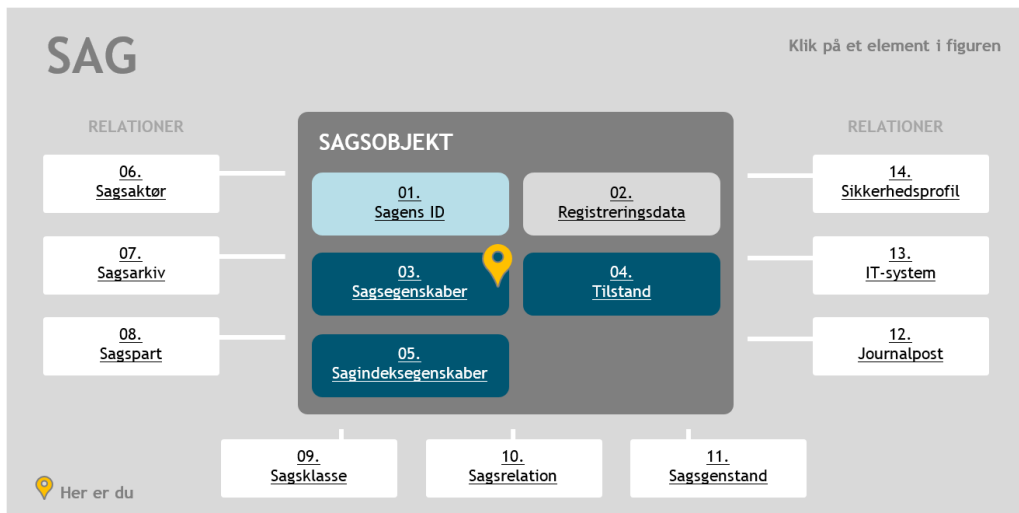 SAG
Klik på et element i figuren
RELATIONER
06.
Sagsaktør
07.
Sagsarkiv
08.
Sagspart
SAGSOBJEKT
01.
Sagens ID
02.
Registreringsdata
03.
Sagsegenskaber
04.
Tilstand
05.
Sagindeksegenskaber
RELATIONER
14.
Sikkerhedsprofil
13.
IT-system
12.
Journalpost
09.
Sagsklasse
10.
Sagsrelation
11.
Sagsgenstand
Her er du